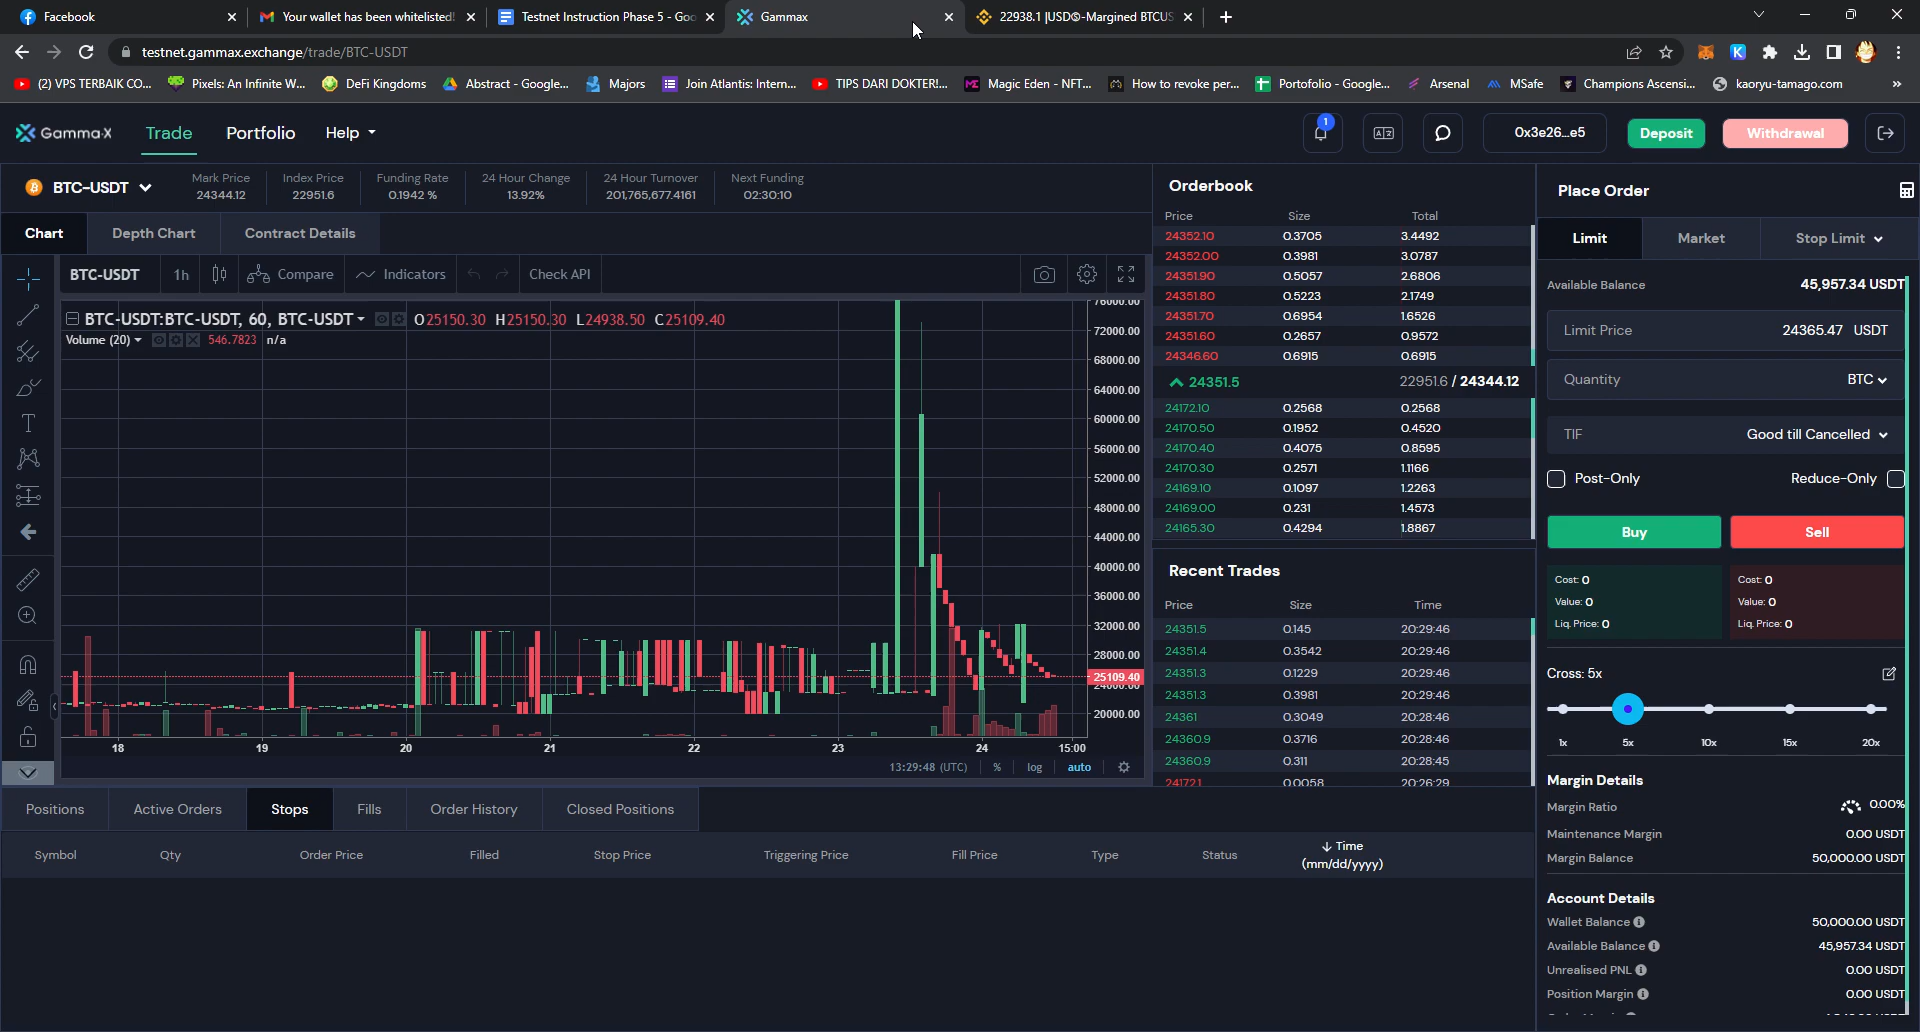 Facebook
Your wallet has been whitelisted!
Testnet Instruction Phase 5 - Goo
Gammax
22938.1 |USDⓈ-Margined BTCUS
testnet.gammax.exchange/trade/BTC-USDT
(2) VPS TERBAIK CO...
Pixels: An Infinite W...
DeFi Kingdoms
Abstract - Google...
Majors
Join Atlantis: Intern...
TIPS DARI DOKTER!...
Magic Eden - NFT...
How to revoke per...
Portofolio - Google...
Arsenal
MSafe
Champions Ascensi...
kaoryu-tamago.com
»
GammaX
Trade
Portfolio
Help
1
0x3e26...e5
Deposit
Withdrawal
BTC-USDT
Mark Price
24344.12
Index Price
22951.6
Funding Rate
0.1942 %
24 Hour Change
13.92%
24 Hour Turnover
201,765,677.4161
Next Funding
02:30:10
Chart
Depth Chart
Contract Details
BTC-USDT
1h
Compare
Indicators
Check API
BTC-USDT:BTC-USDT, 60, BTC-USDT
O25150.30 H25150.30 L24938.50 C25109.40
Volume (20)
546.7823 n/a
76000.00
72000.00
68000.00
64000.00
60000.00
56000.00
52000.00
48000.00
44000.00
40000.00
36000.00
32000.00
28000.00
25109.40
24000.00
20000.00
18
19
20
21
22
23
24
15:00
13:29:48 (UTC)
%
log
auto
Orderbook
Price Size Total
24352.10 0.3705 3.4492
24352.00 0.3981 3.0787
24351.90 0.5057 2.6806
24351.80 0.5223 2.1749
24351.70 0.6954 1.6526
24351.60 0.2657 0.9572
24346.60 0.6915 0.6915
24351.5 22951.6 / 24344.12
24172.10 0.2568 0.2568
24170.50 0.1952 0.4520
24170.40 0.4075 0.8595
24170.30 0.2571 1.1166
24169.10 0.1097 1.2263
24169.00 0.231 1.4573
24165.30 0.4294 1.8867
Recent Trades
Price Size Time
24351.5 0.145 20:29:46
24351.4 0.3542 20:29:46
24351.3 0.1229 20:29:46
24351.3 0.3981 20:29:46
24361 0.3049 20:28:46
24360.9 0.3716 20:28:46
24360.9 0.311 20:28:45
24172.1 0.0058 20:26:29
Place Order
Limit
Market
Stop Limit
Available Balance 45,957.34 USDT
Limit Price 24365.47 USDT
Quantity BTC
TIF Good till Cancelled
Post-Only
Reduce-Only
Buy
Sell
Cost: 0
Value: 0
Liq. Price: 0
Cost: 0
Value: 0
Liq. Price: 0
Cross: 5x
1x 5x 10x 15x 20x
Margin Details
Margin Ratio 0.00%
Maintenance Margin 0.00 USDT
Margin Balance 50,000.00 USDT
Account Details
Wallet Balance 50,000.00 USDT
Available Balance 45,957.34 USDT
Unrealised PNL 0.00 USDT
Position Margin 0.00 USDT
Positions
Active Orders
Stops
Fills
Order History
Closed Positions
Symbol
Qty
Order Price
Filled
Stop Price
Triggering Price
Fill Price
Type
Status
↓ Time
(mm/dd/yyyy)